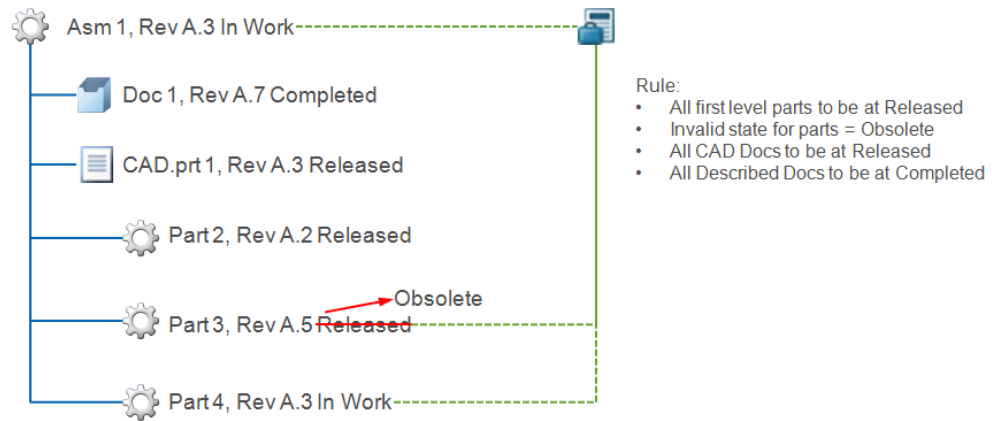 Asm 1, Rev A.3 In Work
Doc 1, Rev A.7 Completed
CAD.prt 1, Rev A.3 Released
Part 2, Rev A.2 Released
Obsolete
Part 3, Rev A.5 Released
Part 4, Rev A.3 In Work
Rule:
• All first level parts to be at Released
• Invalid state for parts = Obsolete
• All CAD Docs to be at Released
• All Described Docs to be at Completed